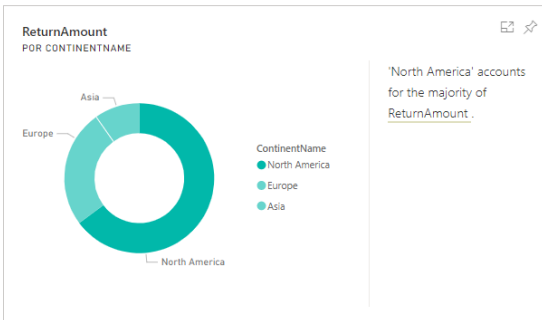 ReturnAmount
POR CONTINENTNAME
Asia
Europe
North America
ContinentName
North America
Europe
Asia
'North America' accounts
for the majority of
ReturnAmount .